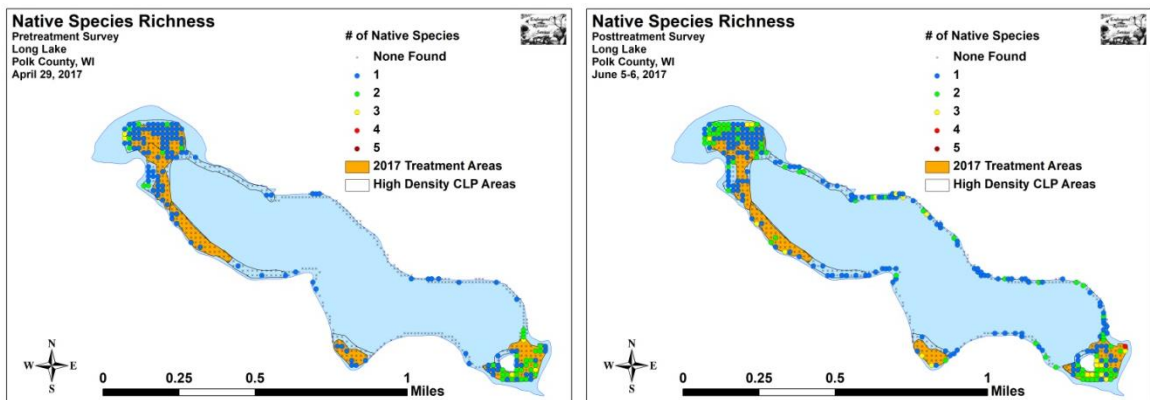 Native Species Richness
Pretreatment Survey
Long Lake
Polk County, WI
April 29, 2017
# of Native Species
None Found
1
2
3
4
5
2017 Treatment Areas
High Density CLP Areas
N
W E
S
0 0.25 0.5 1
Miles
Native Species Richness
Posttreatment Survey
Long Lake
Polk County, WI
June 5-6, 2017
# of Native Species
None Found
1
2
3
4
5
2017 Treatment Areas
High Density CLP Areas
N
W E
S
0 0.25 0.5 1
Miles